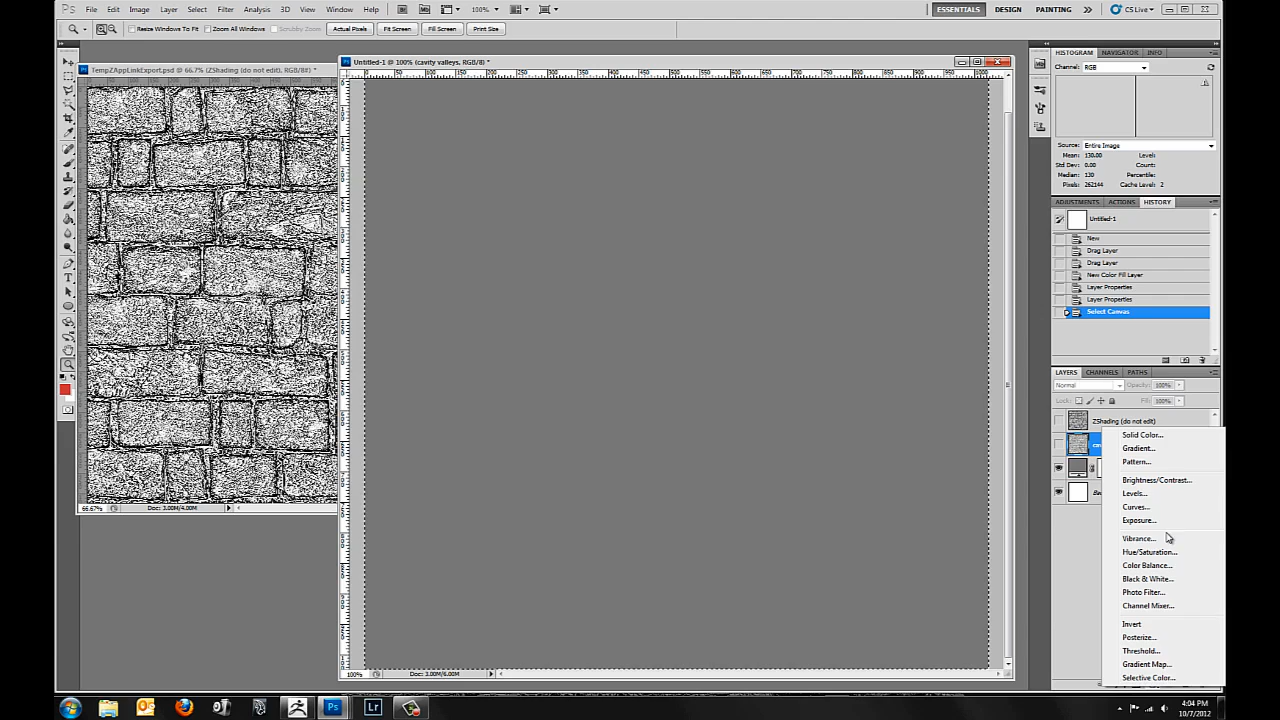 Ps File Edit Image Layer Select Filter Analysis 3D View Window Help Br Mb 100%
ESSENTIALS DESIGN PAINTING CS Live
Resize Windows To Fit Zoom All Windows Scrubby Zoom Actual Pixels Fit Screen Fill Screen Print Size
TempZAppLinkExport.psd @ 66.7% (ZShading (do not edit), RGB/8#) *
Untitled-1 @ 100% (cavity valleys, RGB/8) *
HISTOGRAM NAVIGATOR INFO
Channel: RGB
Source: Entire Image
Mean: 130.00 Level:
Std Dev: 0.00 Count:
Median: 130 Percentile:
Pixels: 262144 Cache Level: 2
ADJUSTMENTS ACTIONS HISTORY
Untitled-1
New
Drag Layer
Drag Layer
New Color Fill Layer
Layer Properties
Layer Properties
Select Canvas
LAYERS CHANNELS PATHS
Normal Opacity: 100%
Lock: Fill: 100%
ZShading (do not edit)
Solid Color...
Gradient...
Pattern...
Brightness/Contrast...
Levels...
Curves...
Exposure...
Vibrance...
Hue/Saturation...
Color Balance...
Black & White...
Photo Filter...
Channel Mixer...
Invert
Posterize...
Threshold...
Gradient Map...
Selective Color...
66.67% Doc: 3.00M/4.00M
100% Doc: 3.00M/6.00M
Ps Lr
4:04 PM
10/7/2012